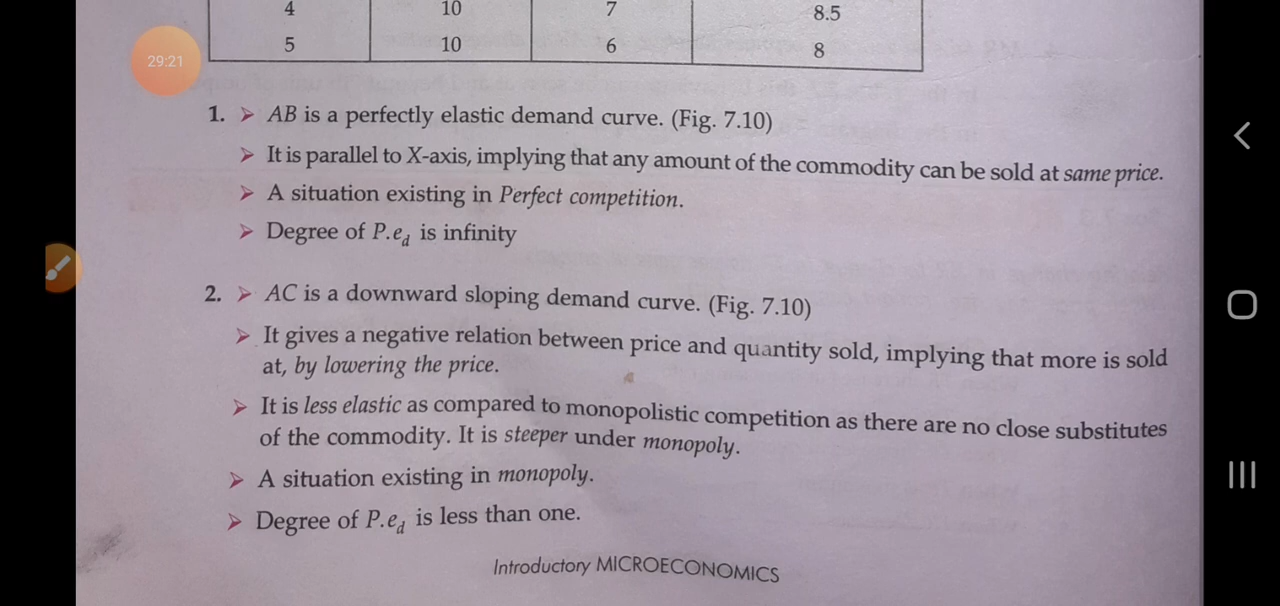 4 10 7 8.5
5 10 6 8
29:21
1. ➢ AB is a perfectly elastic demand curve. (Fig. 7.10)
➢ It is parallel to X-axis, implying that any amount of the commodity can be sold at same price.
➢ A situation existing in Perfect competition.
➢ Degree of P.ed is infinity
2. ➢ AC is a downward sloping demand curve. (Fig. 7.10)
➢ It gives a negative relation between price and quantity sold, implying that more is sold
at, by lowering the price.
➢ It is less elastic as compared to monopolistic competition as there are no close substitutes
of the commodity. It is steeper under monopoly.
➢ A situation existing in monopoly.
➢ Degree of P.ed is less than one.
Introductory MICROECONOMICS